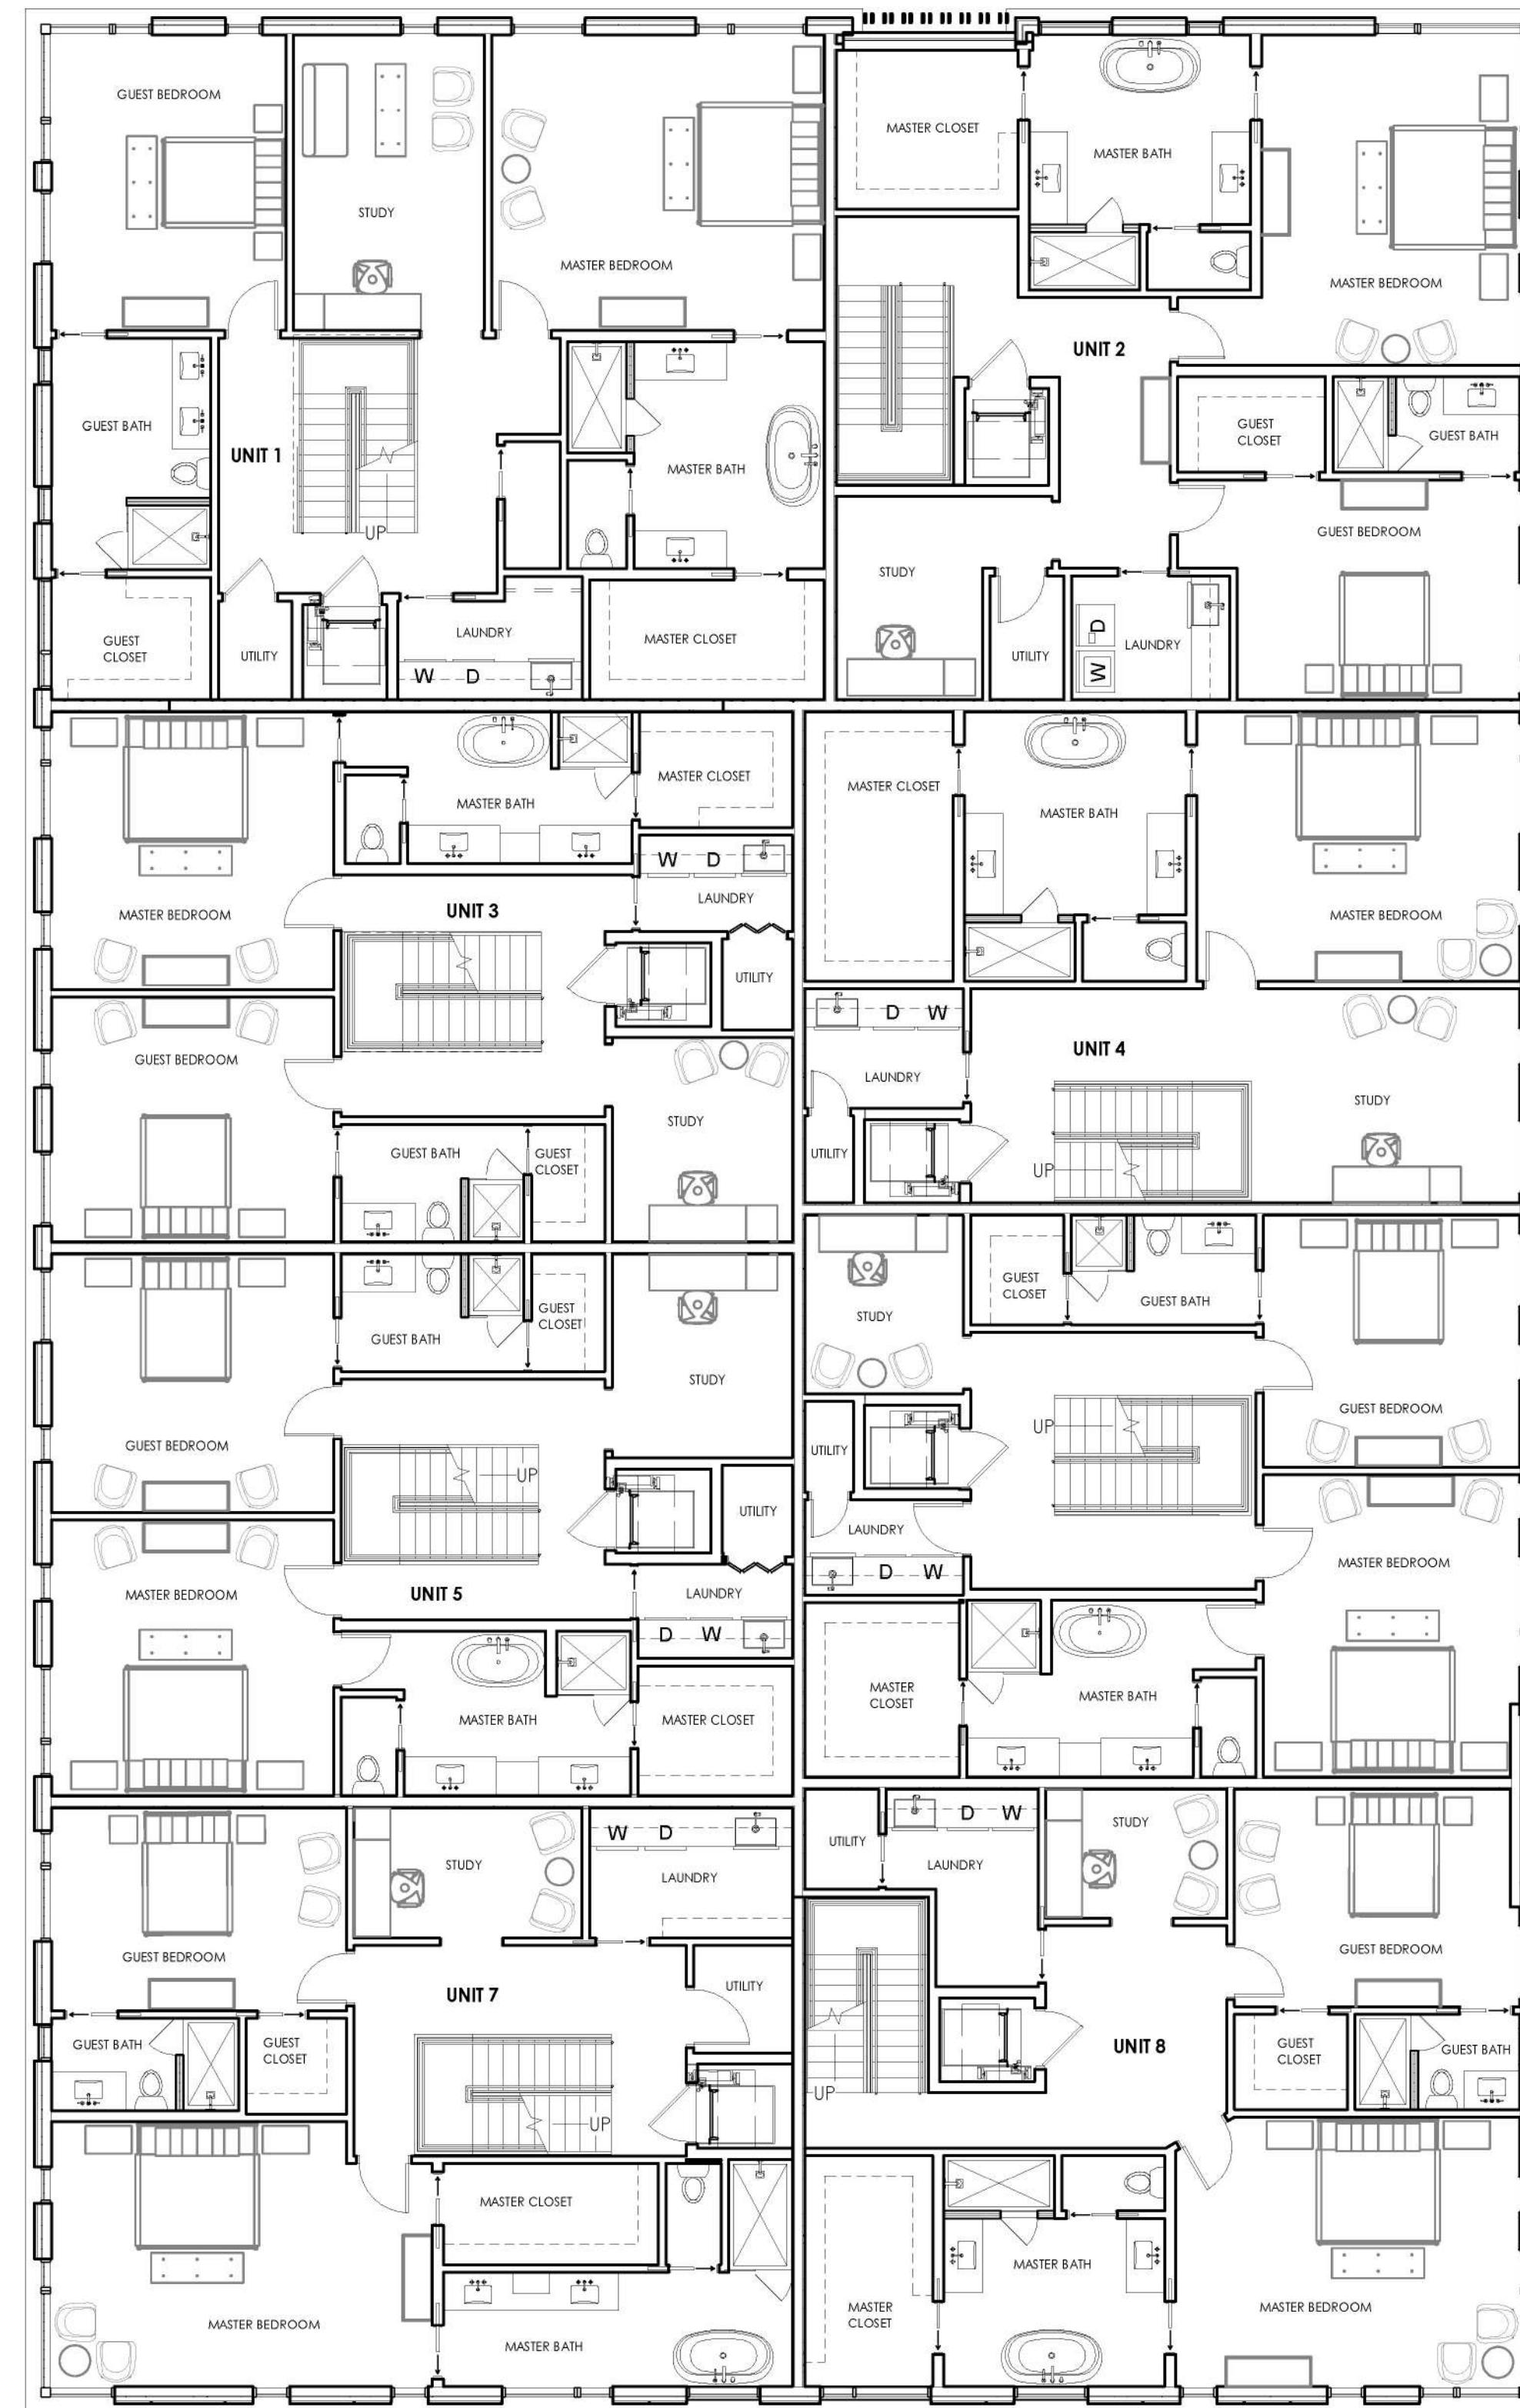 GUEST BEDROOM
STUDY
MASTER BEDROOM
GUEST BATH
UNIT 1
UP
MASTER BATH
GUEST
CLOSET
UTILITY
LAUNDRY
W D
MASTER CLOSET
MASTER CLOSET
MASTER BATH
MASTER BEDROOM
UNIT 2
GUEST
CLOSET
GUEST BATH
GUEST BEDROOM
STUDY
UTILITY
D
W
LAUNDRY
MASTER BATH
MASTER CLOSET
W D
LAUNDRY
MASTER BEDROOM
UNIT 3
UTILITY
GUEST BEDROOM
STUDY
GUEST BATH
GUEST
CLOSET
MASTER CLOSET
MASTER BATH
MASTER BEDROOM
D W
LAUNDRY
UNIT 4
STUDY
UTILITY
UP
GUEST
CLOSET
GUEST BATH
STUDY
GUEST BEDROOM
UP
UTILITY
LAUNDRY
D W
MASTER BEDROOM
MASTER
CLOSET
MASTER BATH
GUEST BATH
GUEST
CLOSET
STUDY
GUEST BEDROOM
UP
UTILITY
MASTER BEDROOM
UNIT 5
LAUNDRY
D W
MASTER BATH
MASTER CLOSET
STUDY
W D
LAUNDRY
GUEST BEDROOM
UNIT 7
UTILITY
GUEST BATH
GUEST
CLOSET
UP
MASTER CLOSET
MASTER BEDROOM
MASTER BATH
UTILITY
D W
LAUNDRY
STUDY
GUEST BEDROOM
UNIT 8
UP
GUEST
CLOSET
GUEST BATH
MASTER BATH
MASTER
CLOSET
MASTER BEDROOM